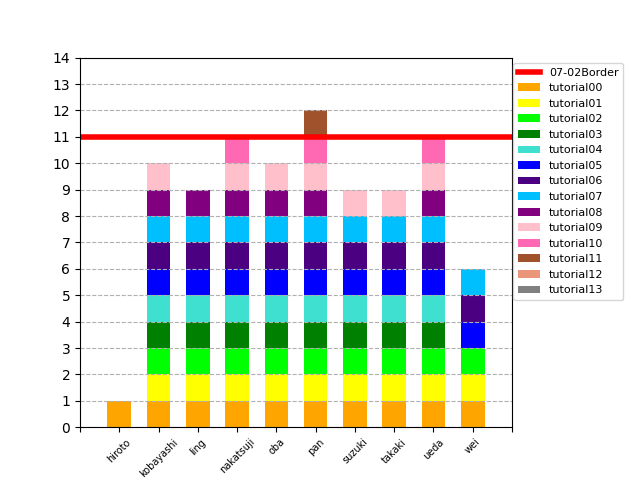 14
13
12
11
10
9
8
7
6
5
4
3
2
1
0
hiroto
kobayashi
ling
nakatsuji
oba
pan
suzuki
takaki
ueda
wei
07-02Border
tutorial00
tutorial01
tutorial02
tutorial03
tutorial04
tutorial05
tutorial06
tutorial07
tutorial08
tutorial09
tutorial10
tutorial11
tutorial12
tutorial13